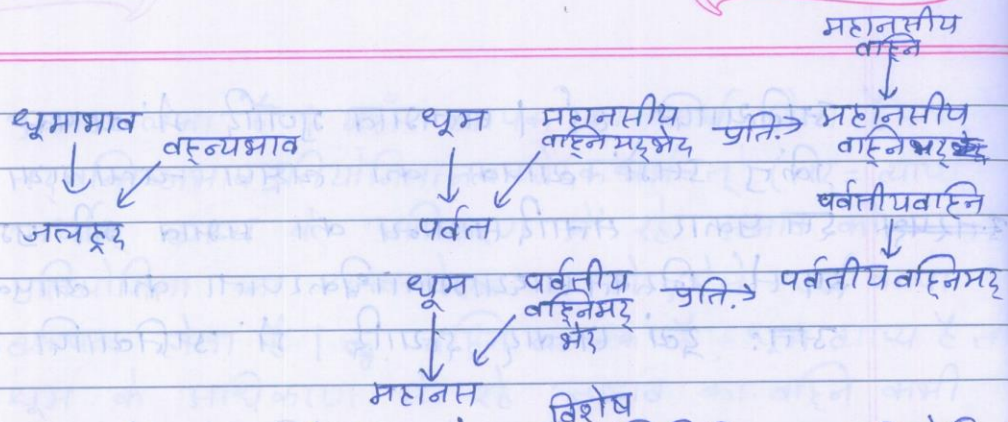 महानसीय
वह्नि
धूमाभाव
वह्न्यभाव
जलह्रद
धूम
महानसीय
वह्निमद्भेद
पर्वत
प्रति.→
महानसीय
वह्निमद्
पर्वतीयवह्नि
पर्वतीयवह्निमद्
धूम
पर्वतीय
वह्निमद्
भेद
प्रति.→
महानस
विशेष